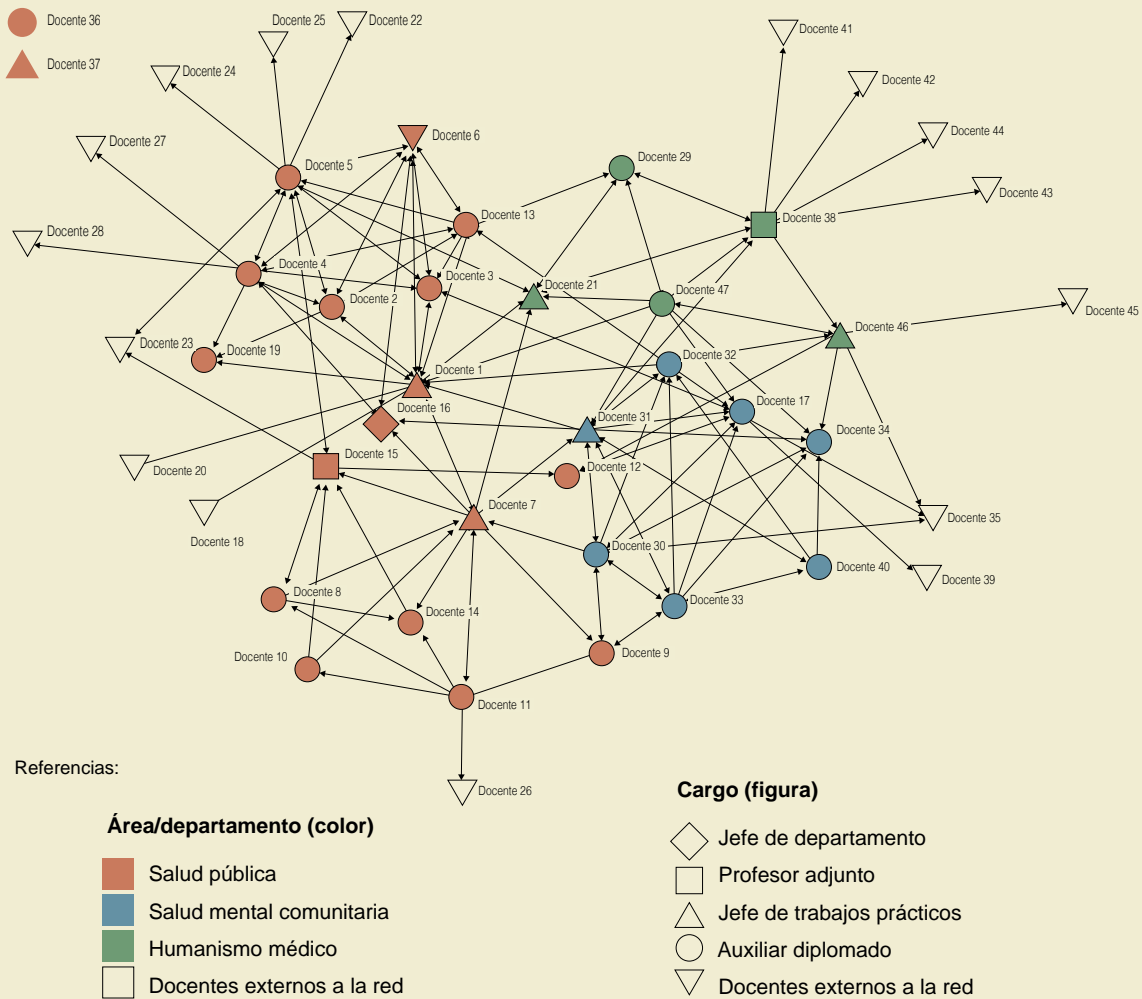 Docente 36
Docente 25
Docente 22
Docente 41
Docente 37
Docente 24
Docente 42
Docente 27
Docente 6
Docente 44
Docente 5
Docente 29
Docente 43
Docente 13
Docente 38
Docente 28
Docente 4
Docente 3
Docente 21
Docente 47
Docente 2
Docente 45
Docente 46
Docente 23
Docente 19
Docente 32
Docente 1
Docente 16
Docente 17
Docente 31
Docente 34
Docente 15
Docente 12
Docente 20
Docente 7
Docente 35
Docente 18
Docente 30
Docente 40
Docente 39
Docente 8
Docente 33
Docente 14
Docente 10
Docente 9
Docente 11
Docente 26
Referencias:
Área/departamento (color)
Salud pública
Salud mental comunitaria
Humanismo médico
Docentes externos a la red
Cargo (figura)
Jefe de departamento
Profesor adjunto
Jefe de trabajos prácticos
Auxiliar diplomado
Docentes externos a la red